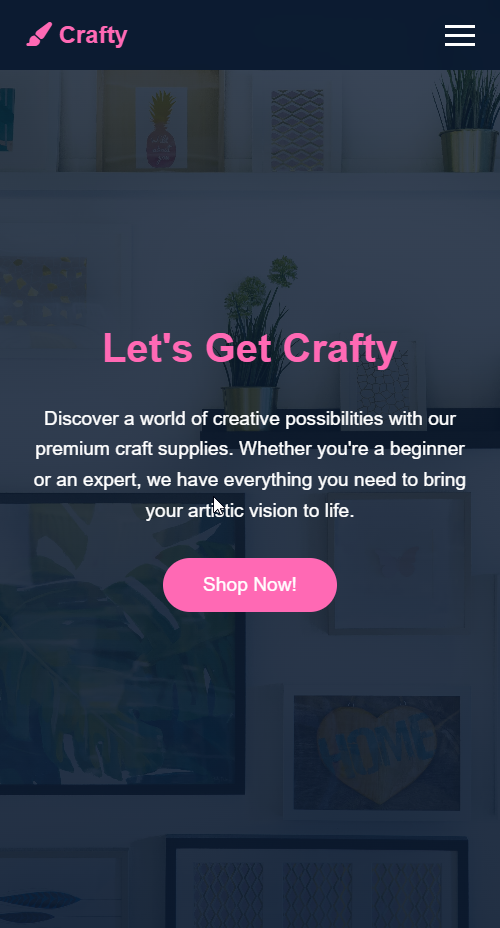 Crafty
Let's Get Crafty
Discover a world of creative possibilities with our
premium craft supplies. Whether you're a beginner
or an expert, we have everything you need to bring
your artistic vision to life.
Shop Now!
HOME